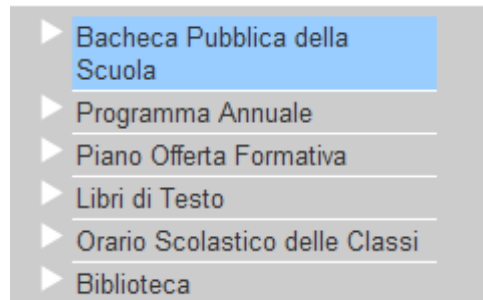 Bacheca Pubblica della
Scuola
Programma Annuale
Piano Offerta Formativa
Libri di Testo
Orario Scolastico delle Classi
Biblioteca